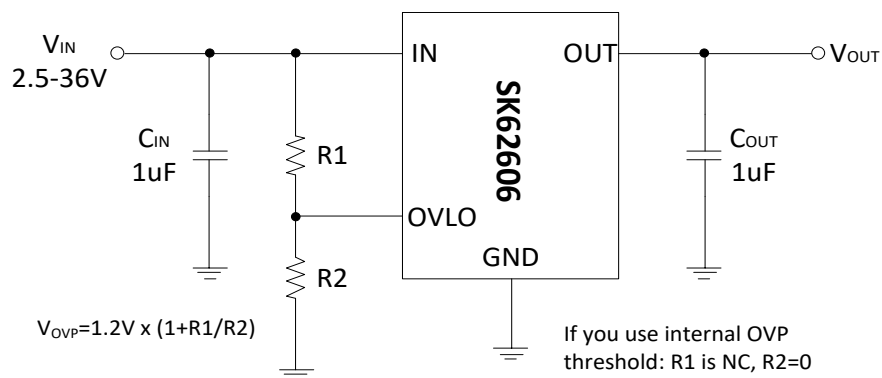 VIN
2.5-36V
CIN
1uF
R1
R2
IN
OVLO
GND
SK62606
OUT
COUT
1uF
VOUT
VOVP=1.2V x (1+R1/R2)
If you use internal OVP
threshold: R1 is NC, R2=0